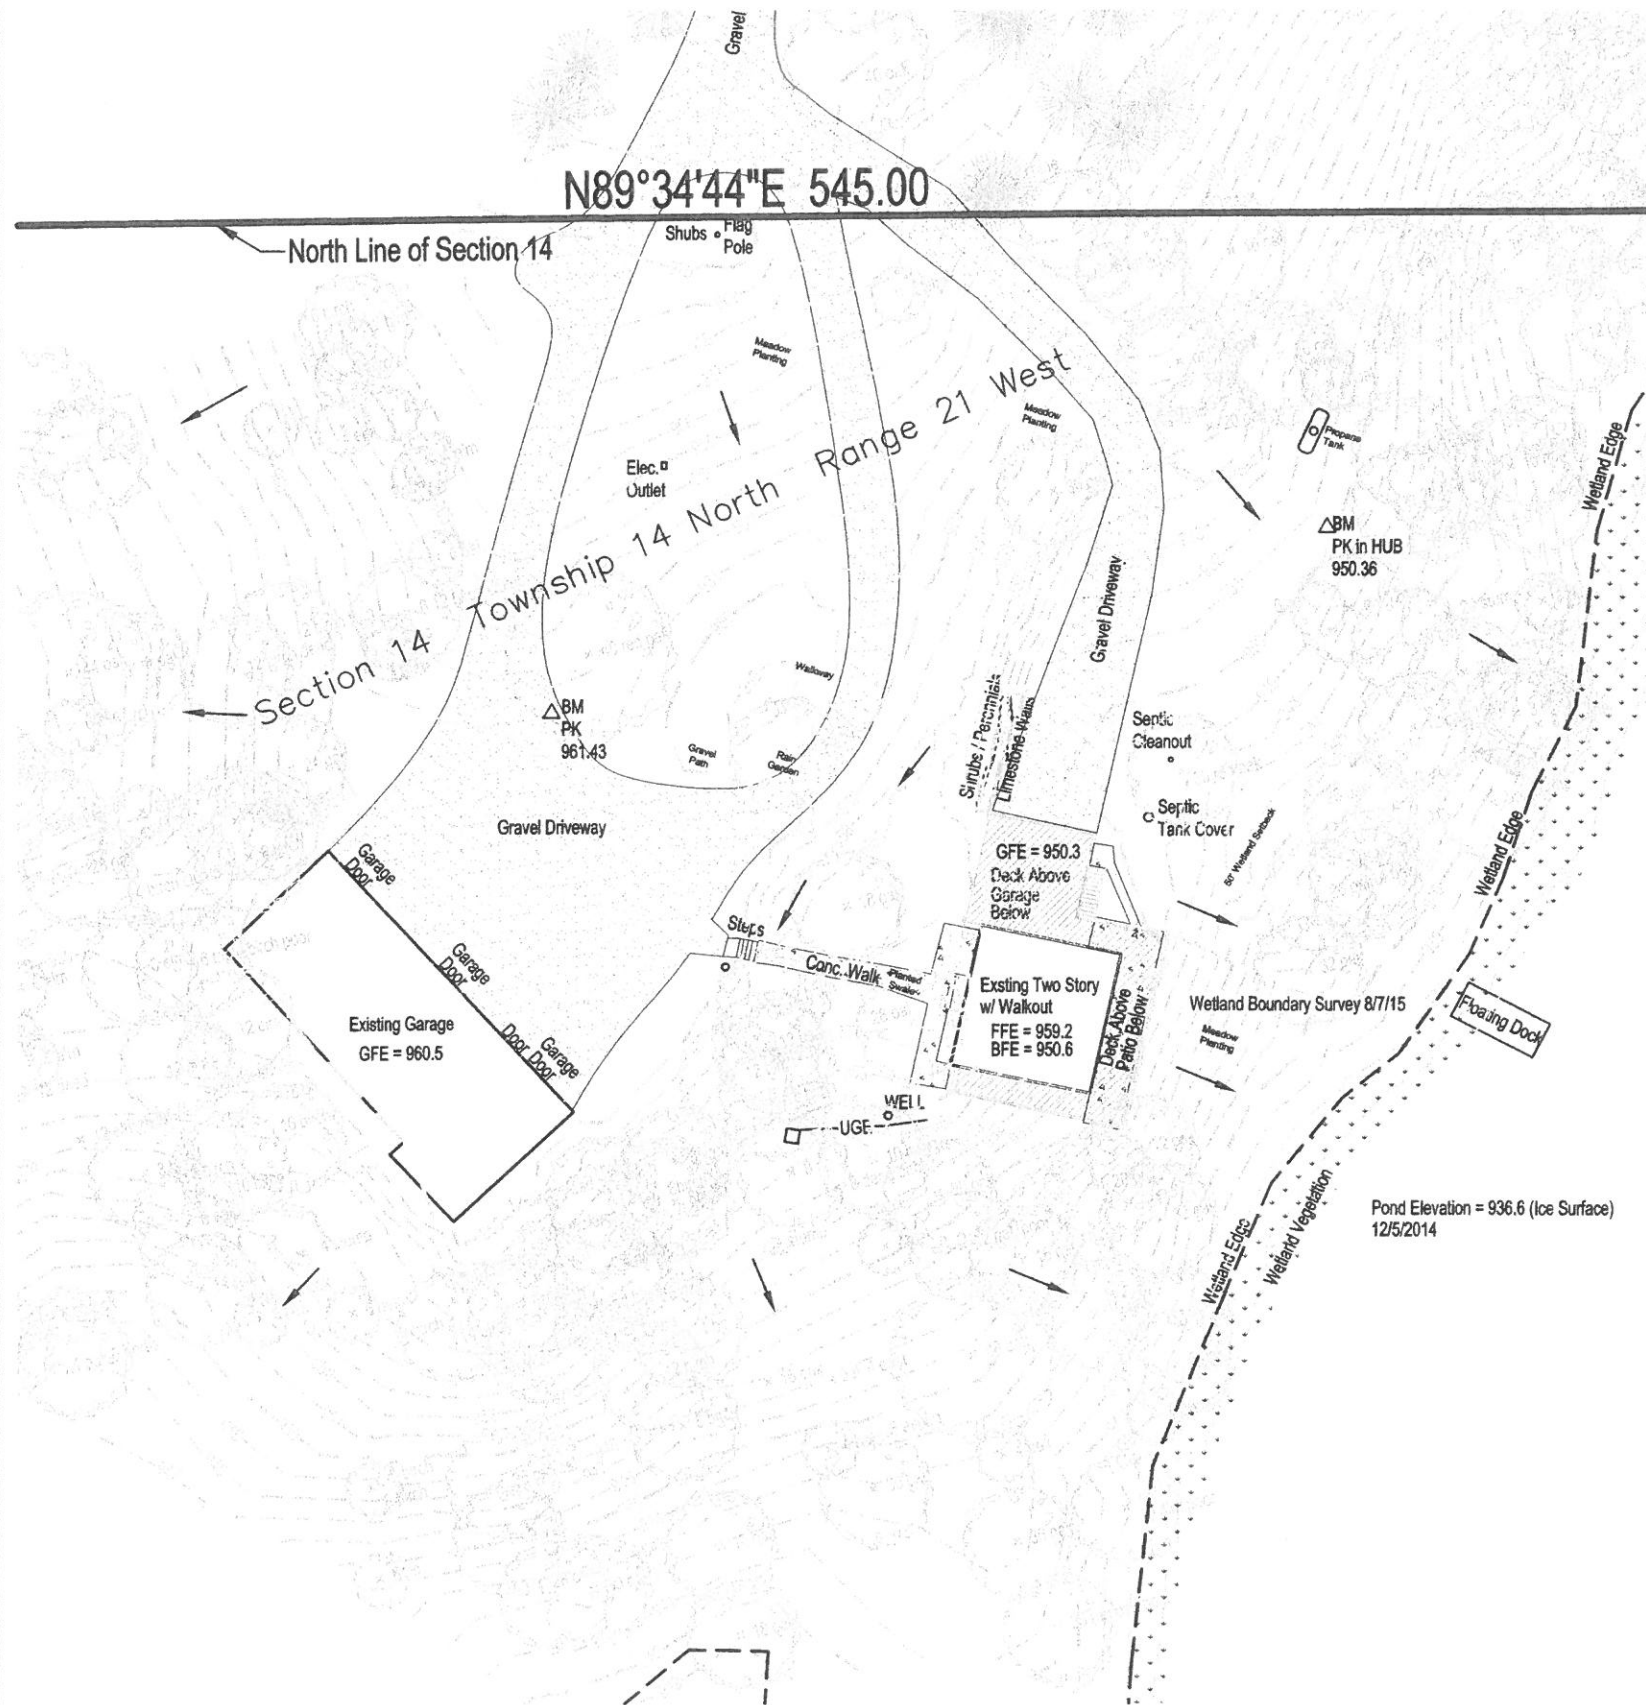 Gravel
N89°34'44"E 545.00
North Line of Section 14
Shubs
Flag
Pole
Meadow
Planting
Section 14 Township 14 North Range 21 West
Meadow
Planting
Propane
Tank
Elec.
Outlet
Wetland Edge
BM
PK in HUB
950.36
Gravel Driveway
Walkway
BM
PK
961.43
Gravel
Path
Rain
Garden
Shrubs / Perennials
Limestone Walls
Septic
Cleanout
Septic
Tank Cover
50' Wetland Setback
Wetland Edge
Gravel Driveway
Garage
Door
GFE = 950.3
Deck Above
Garage
Below
Steps
Conc. Walk
Planted
Swale
Garage
Door
Exsting Two Story
w/ Walkout
FFE = 959.2
BFE = 950.6
Deck Above
Patio Below
Wetland Boundary Survey 8/7/15
Floating Dock
Meadow
Planting
Existing Garage
GFE = 960.5
Garage
Door Door
WELL
UGE
Wetland Edge
Wetland Vegetation
Pond Elevation = 936.6 (Ice Surface)
12/5/2014